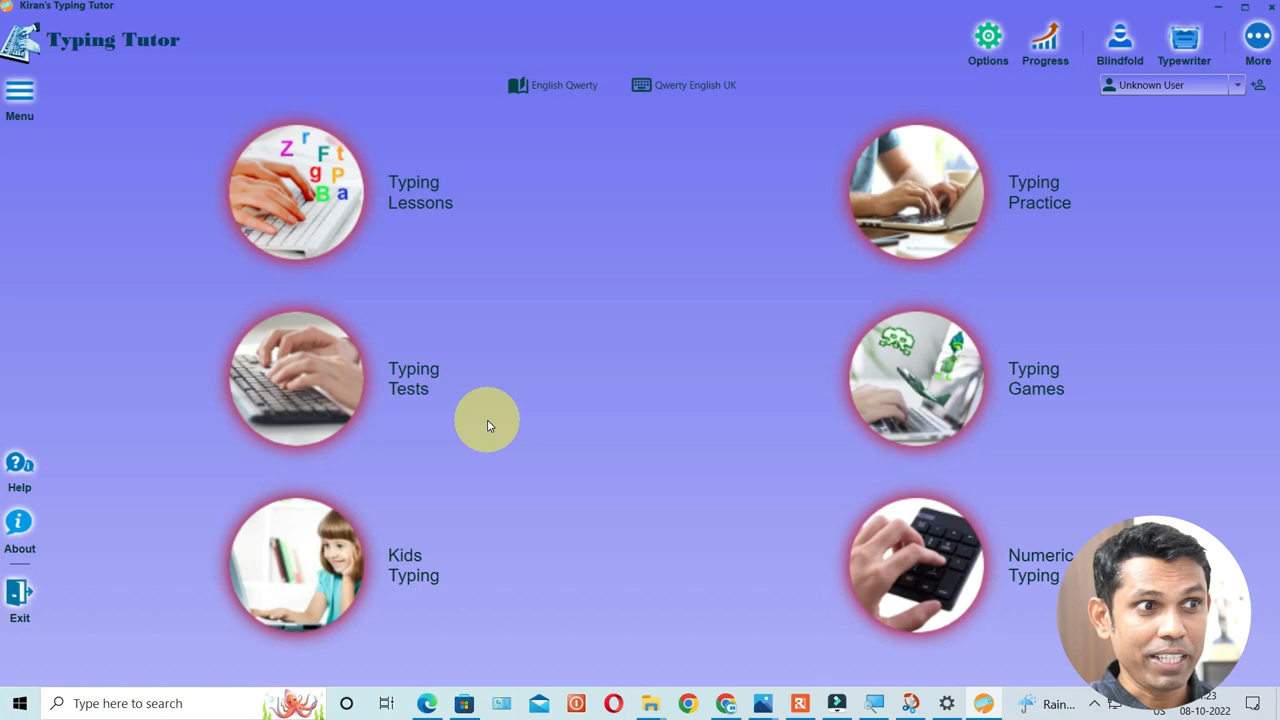 Kiran's Typing Tutor
Typing Tutor
Options
Progress
Blindfold
Typewriter
More
Menu
English Qwerty
Qwerty English UK
Unknown User
Z r F t g P B a
Typing
Lessons
Typing
Practice
Typing
Tests
Typing
Games
Kids
Typing
Numeric
Typing
Help
About
Exit
Type here to search
Rain...
08-10-2022